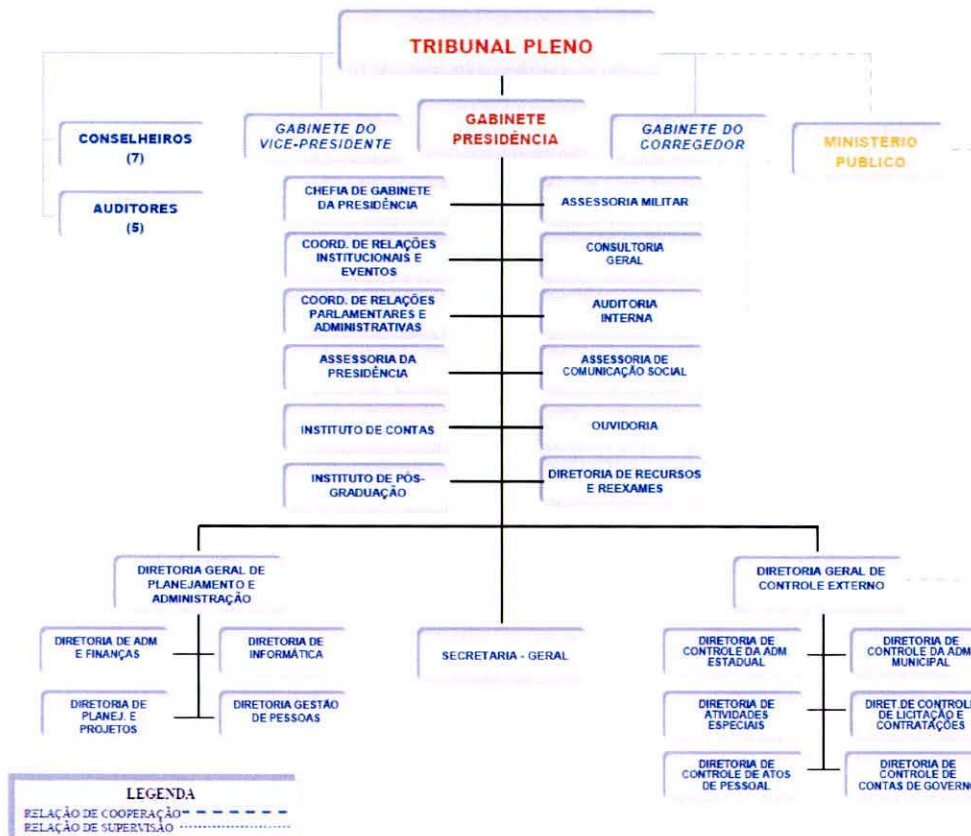 TRIBUNAL PLENO
CONSELHEIROS
(7)
GABINETE DO
VICE-PRESIDENTE
GABINETE
PRESIDÊNCIA
GABINETE DO
CORREGEDOR
MINISTÉRIO
PUBLICO
AUDITORES
(5)
CHEFIA DE GABINETE
DA PRESIDÊNCIA
ASSESSORIA MILITAR
COORD. DE RELAÇÕES
INSTITUCIONAIS E
EVENTOS
CONSULTORIA
GERAL
COORD. DE RELAÇÕES
PARLAMENTARES E
ADMINISTRATIVAS
AUDITORIA
INTERNA
ASSESSORIA DA
PRESIDÊNCIA
ASSESSORIA DE
COMUNICAÇÃO SOCIAL
INSTITUTO DE CONTAS
OUVIDORIA
INSTITUTO DE PÓS-
GRADUAÇÃO
DIRETORIA DE RECURSOS
E REEXAMES
DIRETORIA GERAL DE
PLANEJAMENTO E
ADMINISTRAÇÃO
DIRETORIA GERAL DE
CONTROLE EXTERNO
DIRETORIA DE ADM
E FINANÇAS
DIRETORIA DE
INFORMÁTICA
SECRETARIA - GERAL
DIRETORIA DE
CONTROLE DA ADM
ESTADUAL
DIRETORIA DE
CONTROLE DA ADM
MUNICIPAL
DIRETORIA DE
PLANEJ. E
PROJETOS
DIRETORIA GESTÃO
DE PESSOAS
DIRETORIA DE
ATIVIDADES
ESPECIAIS
DIRET.DE CONTROLE
DE LICITAÇÃO E
CONTRATAÇÕES
DIRETORIA DE
CONTROLE DE ATOS
DE PESSOAL
DIRETORIA DE
CONTROLE DE
CONTAS DE GOVERNO
LEGENDA
RELAÇÃO DE COOPERAÇÃO
RELAÇÃO DE SUPERVISÃO